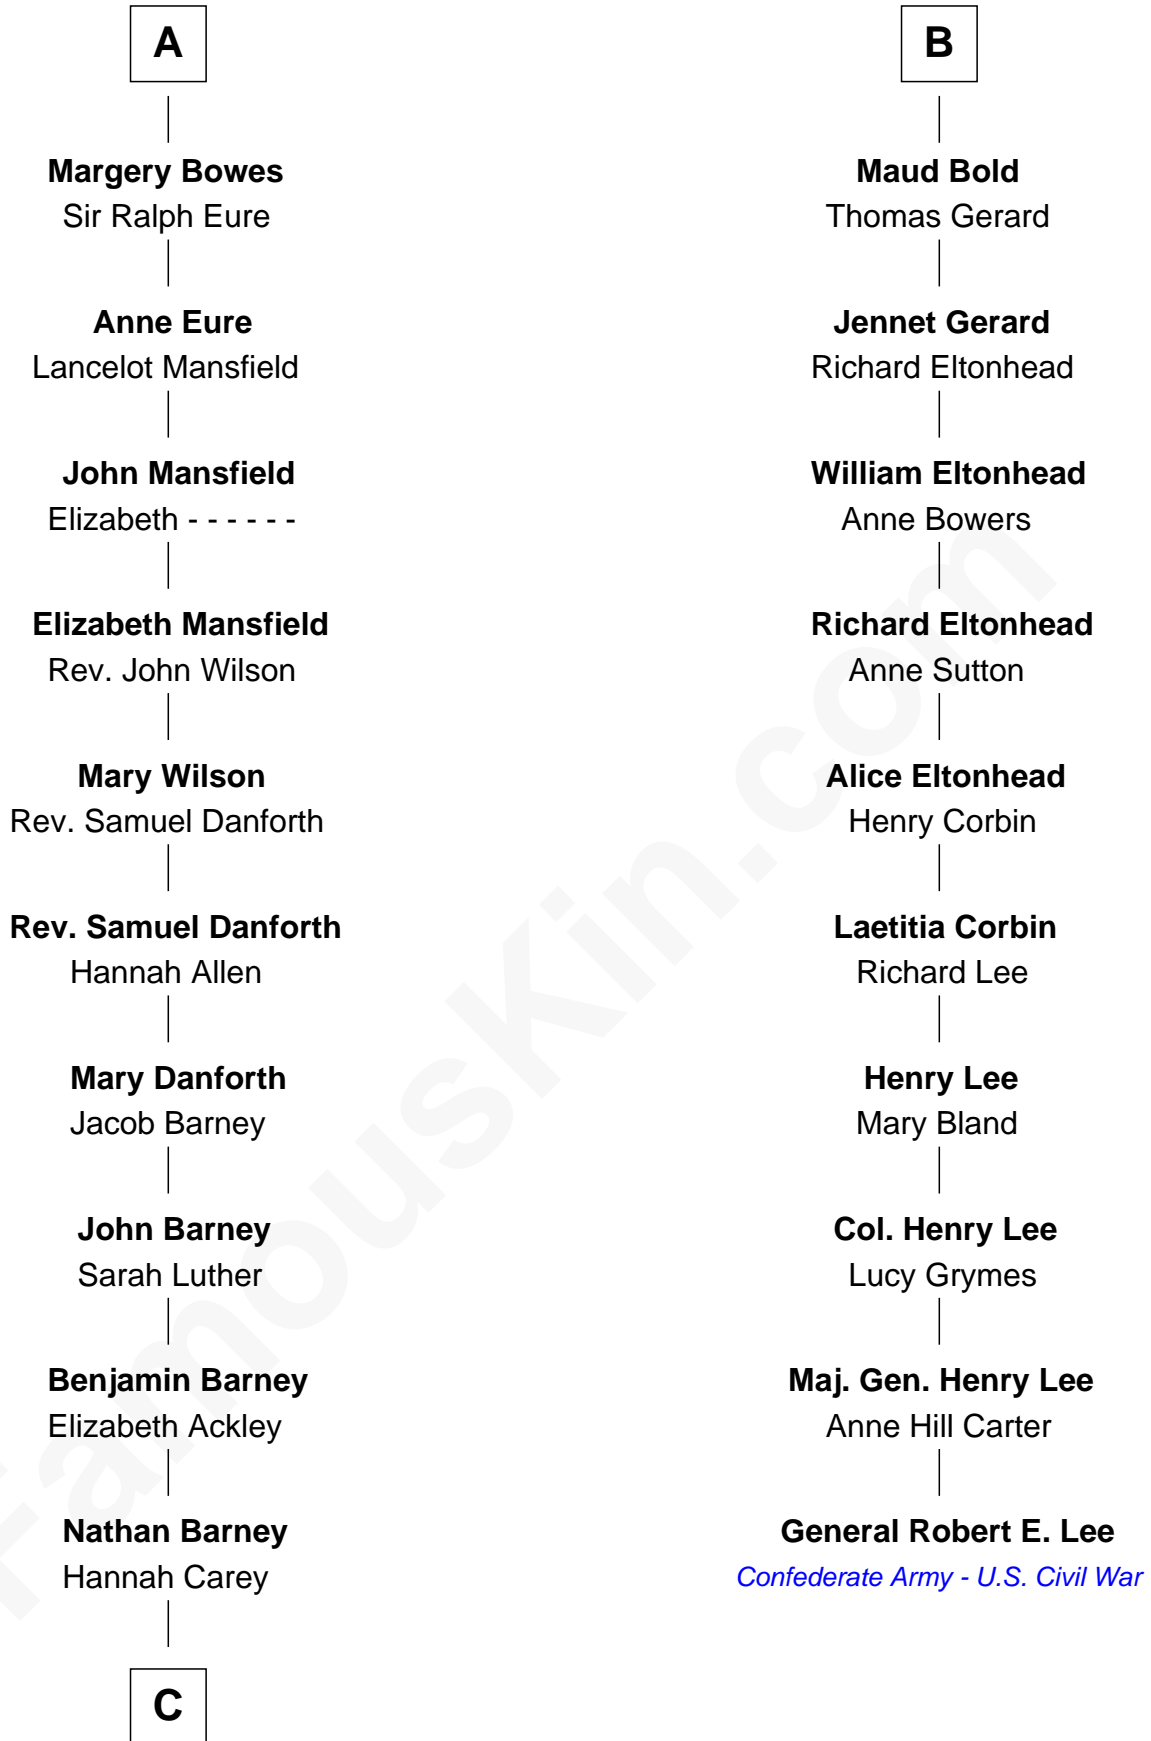 A
Margery Bowes
Sir Ralph Eure
Anne Eure
Lancelot Mansfield
John Mansfield
Elizabeth - - - - - -
Elizabeth Mansfield
Rev. John Wilson
Mary Wilson
Rev. Samuel Danforth
Rev. Samuel Danforth
Hannah Allen
Mary Danforth
Jacob Barney
John Barney
Sarah Luther
Benjamin Barney
Elizabeth Ackley
Nathan Barney
Hannah Carey
C
B
Maud Bold
Thomas Gerard
Jennet Gerard
Richard Eltonhead
William Eltonhead
Anne Bowers
Richard Eltonhead
Anne Sutton
Alice Eltonhead
Henry Corbin
Laetitia Corbin
Richard Lee
Henry Lee
Mary Bland
Col. Henry Lee
Lucy Grymes
Maj. Gen. Henry Lee
Anne Hill Carter
General Robert E. Lee
Confederate Army - U.S. Civil War
FamousKin.com